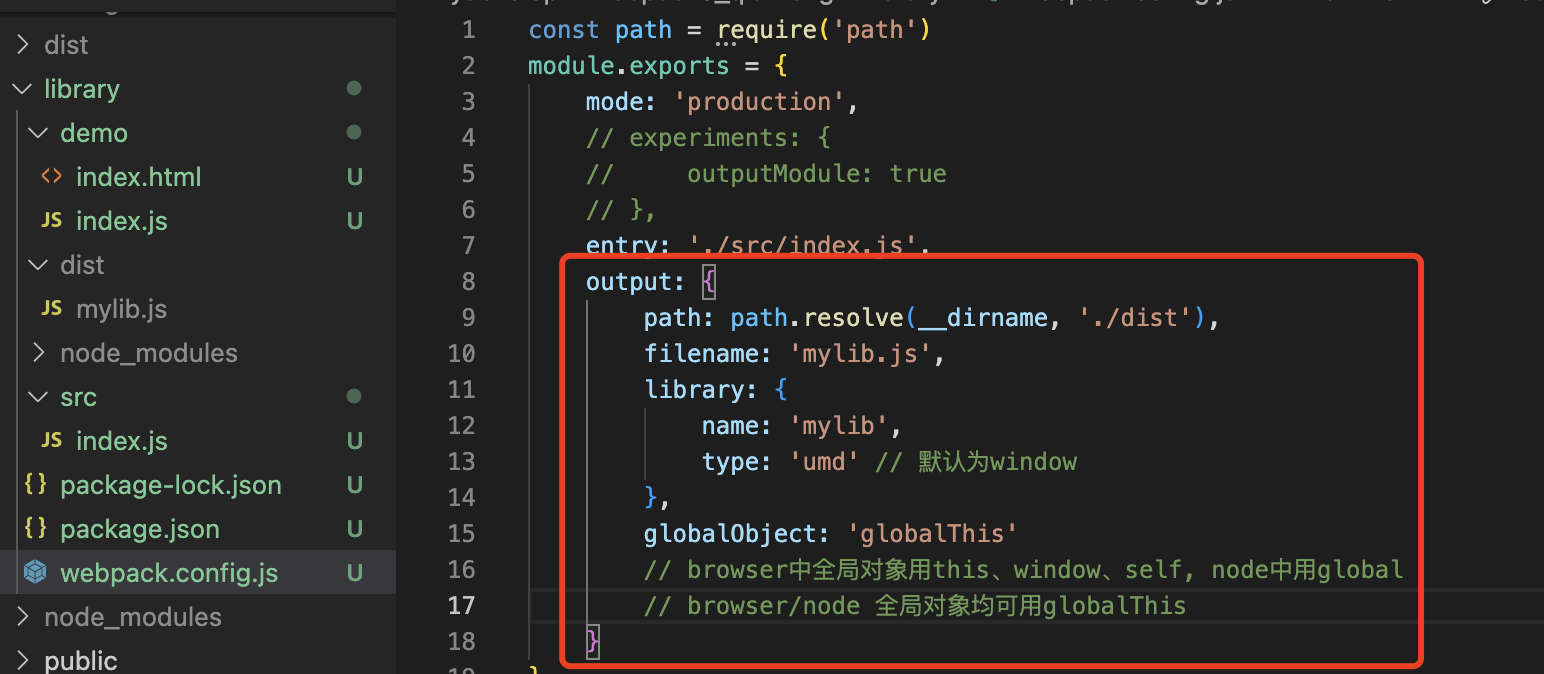 dist
library
demo
index.html U
JS index.js U
dist
JS mylib.js
node_modules
src
JS index.js U
{} package-lock.json U
{} package.json U
webpack.config.js U
node_modules
public
1 const path = require('path')
2 module.exports = {
3 mode: 'production',
4 // experiments: {
5 // outputModule: true
6 // },
7 entry: './src/index.js',
8 output: {
9 path: path.resolve(__dirname, './dist'),
10 filename: 'mylib.js',
11 library: {
12 name: 'mylib',
13 type: 'umd' // 默认为window
14 },
15 globalObject: 'globalThis'
16 // browser中全局对象用this、window、self, node中用global
17 // browser/node 全局对象均可用globalThis
18 }